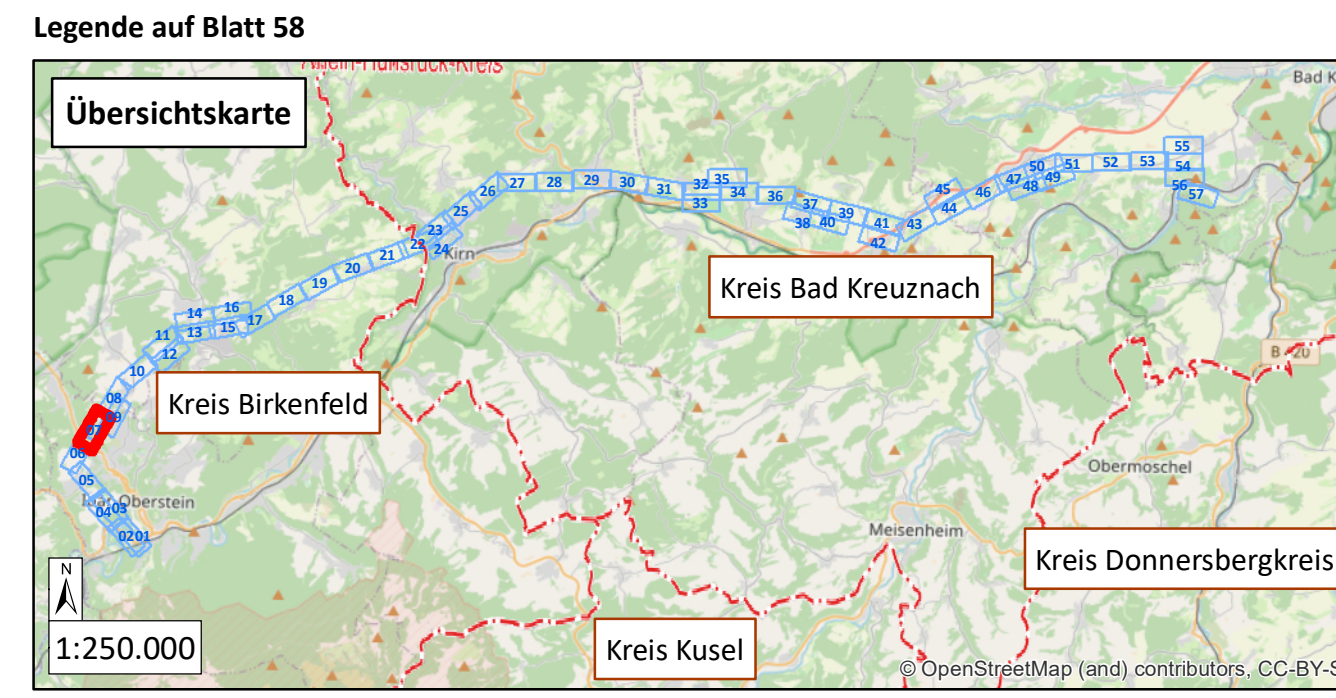 Legende auf Blatt 58
Rhein-Hunsrück-Kreis
Übersichtskarte
Bad K
55
50 51 52 53 54
47 48 49
56
57
45
46
44
43
26 27 28 29 30 31 32 35
33 34 36 37
38 40 39 41
42
25
23
22 24
Kirn
21
20
19
18
Kreis Bad Kreuznach
14 16
11 13 15 17
12
10
B 420
08
Kreis Birkenfeld
09
07
06
05
Obermoschel
Idar-Oberstein
04 03
02 01
Meisenheim
Kreis Donnersbergkreis
N
1:250.000
Kreis Kusel
© OpenStreetMap (and) contributors, CC-BY-S